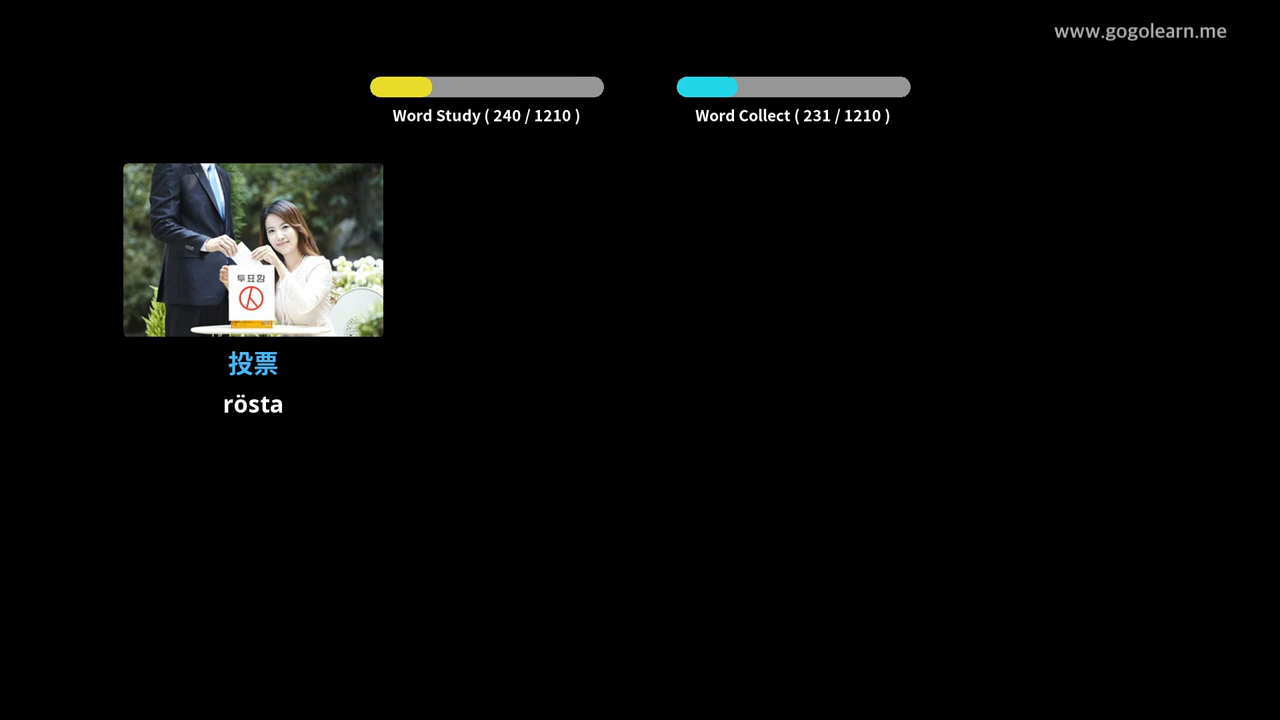 www.gogolearn.me
Word Study ( 240 / 1210 )
Word Collect ( 231 / 1210 )
투표함
投票
rösta